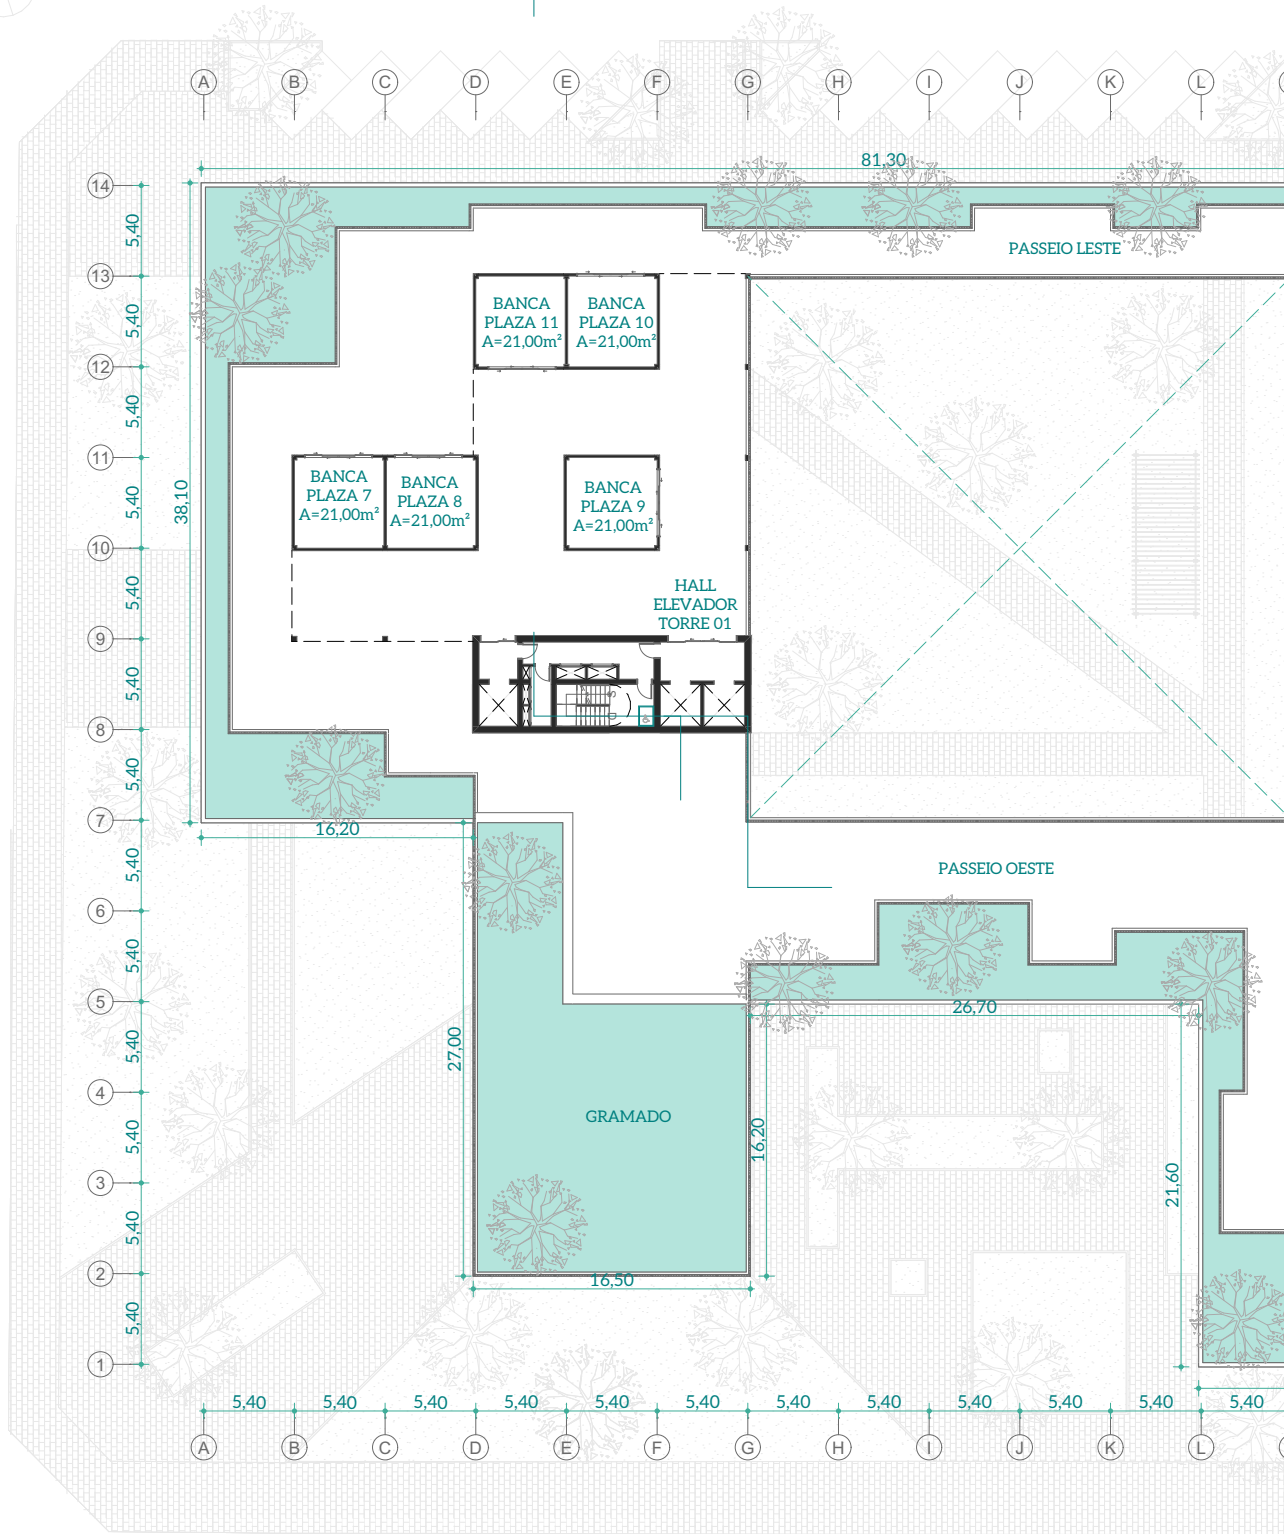 A B C D E F G H I J K L
81,30
14
13
12
11
10
9
8
7
6
5
4
3
2
1
5,40
5,40
5,40
5,40
5,40
5,40
5,40
5,40
5,40
5,40
5,40
5,40
5,40
38,10
PASSEIO LESTE
BANCA
PLAZA 11
A=21,00m²
BANCA
PLAZA 10
A=21,00m²
BANCA
PLAZA 7
A=21,00m²
BANCA
PLAZA 8
A=21,00m²
BANCA
PLAZA 9
A=21,00m²
HALL
ELEVADOR
TORRE 01
S
D
16,20
PASSEIO OESTE
26,70
27,00
GRAMADO
16,20
21,60
16,50
5,40 5,40 5,40 5,40 5,40 5,40 5,40 5,40 5,40 5,40 5,40 5,40
A B C D E F G H I J K L